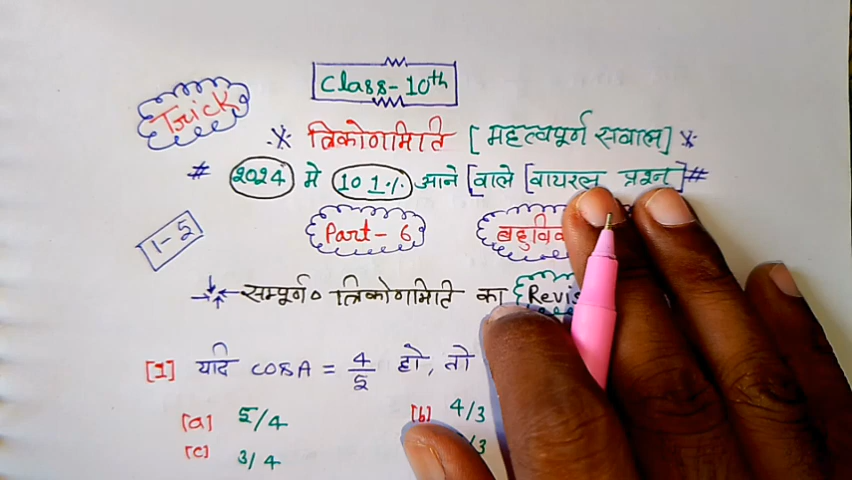 Class-10th
Trick
त्रिकोणमिति [महत्वपूर्ण सवाल]
# 2024 मे 101% आने [वाले [वायरल प्रश्न] #
Part-6
1-5
सम्पूर्ण० त्रिकोणमिति का
[1] यदि cosA = 4/5 हो, तो
[a] 5/4 [b] 4/3
[c] 3/4